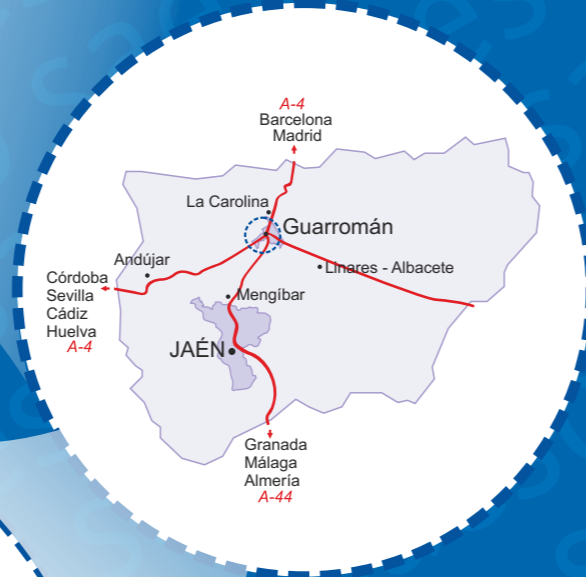 A-4
Barcelona
Madrid
La Carolina
Guarromán
Andújar
Linares - Albacete
Córdoba
Sevilla
Cádiz
Huelva
A-4
Mengíbar
JAÉN
Granada
Málaga
Almería
A-44